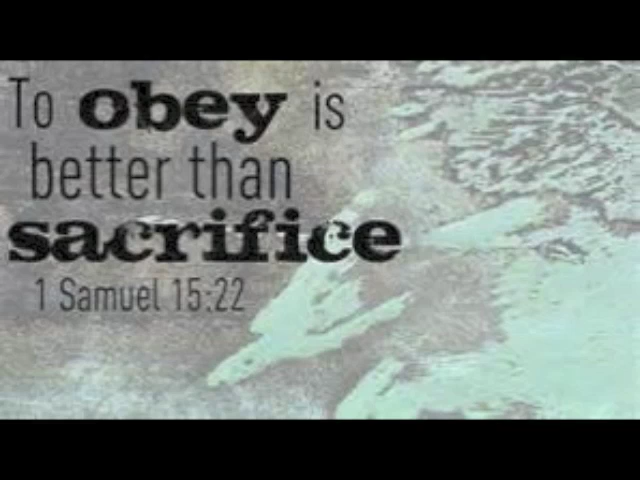 To obey is
better than
sacrifice
1 Samuel 15:22